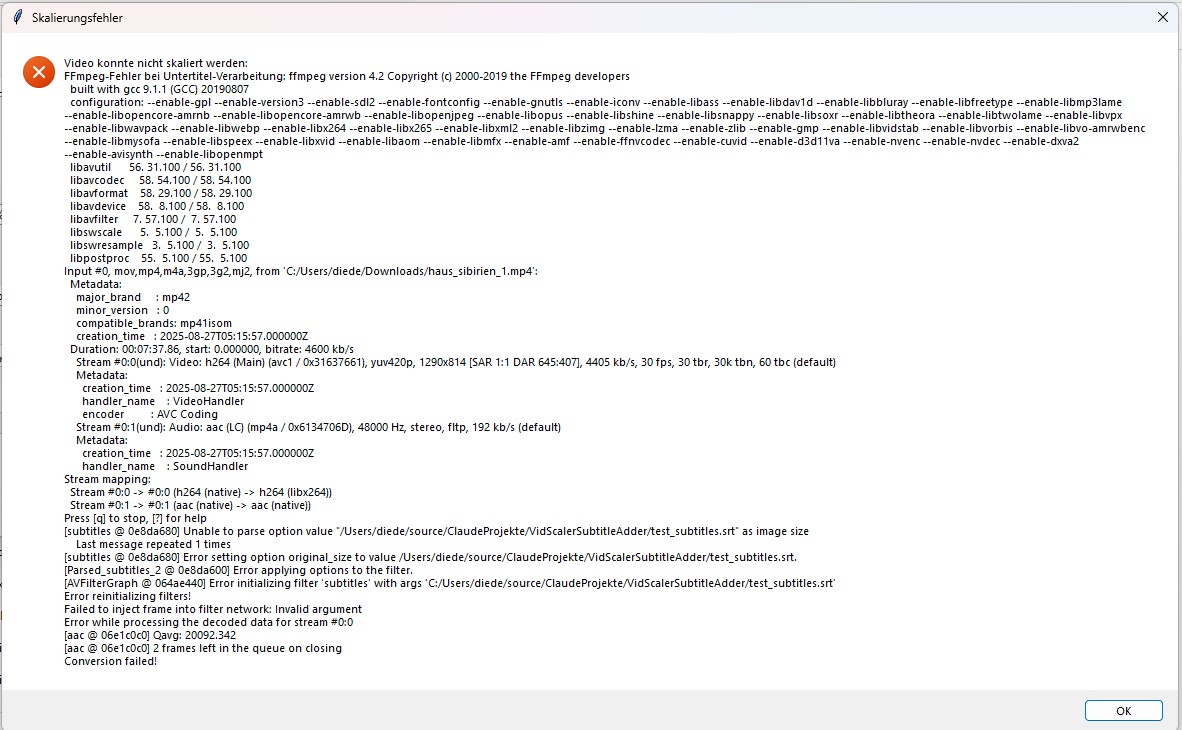 Skalierungsfehler
Video konnte nicht skaliert werden:
FFmpeg-Fehler bei Untertitel-Verarbeitung: ffmpeg version 4.2 Copyright (c) 2000-2019 the FFmpeg developers
built with gcc 9.1.1 (GCC) 20190807
configuration: --enable-gpl --enable-version3 --enable-sdl2 --enable-fontconfig --enable-gnutls --enable-iconv --enable-libass --enable-libdav1d --enable-libbluray --enable-libfreetype --enable-libmp3lame
--enable-libopencore-amrnb --enable-libopencore-amrwb --enable-libopenjpeg --enable-libopus --enable-libshine --enable-libsnappy --enable-libsoxr --enable-libtheora --enable-libtwolame --enable-libvpx
--enable-libwavpack --enable-libwebp --enable-libx264 --enable-libx265 --enable-libxml2 --enable-libzimg --enable-lzma --enable-zlib --enable-gmp --enable-libvidstab --enable-libvorbis --enable-libvo-amrwbenc
--enable-libmysofa --enable-libspeex --enable-libxvid --enable-libaom --enable-libmfx --enable-amf --enable-ffnvcodec --enable-cuvid --enable-d3d11va --enable-nvenc --enable-nvdec --enable-dxva2
--enable-avisynth --enable-libopenmpt
libavutil 56. 31.100 / 56. 31.100
libavcodec 58. 54.100 / 58. 54.100
libavformat 58. 29.100 / 58. 29.100
libavdevice 58. 8.100 / 58. 8.100
libavfilter 7. 57.100 / 7. 57.100
libswscale 5. 5.100 / 5. 5.100
libswresample 3. 5.100 / 3. 5.100
libpostproc 55. 5.100 / 55. 5.100
Input #0, mov,mp4,m4a,3gp,3g2,mj2, from 'C:/Users/diede/Downloads/haus_sibirien_1.mp4':
Metadata:
major_brand : mp42
minor_version : 0
compatible_brands: mp41isom
creation_time : 2025-08-27T05:15:57.000000Z
Duration: 00:07:37.86, start: 0.000000, bitrate: 4600 kb/s
Stream #0:0(und): Video: h264 (Main) (avc1 / 0x31637661), yuv420p, 1290x814 [SAR 1:1 DAR 645:407], 4405 kb/s, 30 fps, 30 tbr, 30k tbn, 60 tbc (default)
Metadata:
creation_time : 2025-08-27T05:15:57.000000Z
handler_name : VideoHandler
encoder : AVC Coding
Stream #0:1(und): Audio: aac (LC) (mp4a / 0x6134706D), 48000 Hz, stereo, fltp, 192 kb/s (default)
Metadata:
creation_time : 2025-08-27T05:15:57.000000Z
handler_name : SoundHandler
Stream mapping:
Stream #0:0 -> #0:0 (h264 (native) -> h264 (libx264))
Stream #0:1 -> #0:1 (aac (native) -> aac (native))
Press [q] to stop, [?] for help
[subtitles @ 0e8da680] Unable to parse option value "/Users/diede/source/ClaudeProjekte/VidScalerSubtitleAdder/test_subtitles.srt" as image size
Last message repeated 1 times
[subtitles @ 0e8da680] Error setting option original_size to value /Users/diede/source/ClaudeProjekte/VidScalerSubtitleAdder/test_subtitles.srt.
[Parsed_subtitles_2 @ 0e8da600] Error applying options to the filter.
[AVFilterGraph @ 064ae440] Error initializing filter 'subtitles' with args 'C:/Users/diede/source/ClaudeProjekte/VidScalerSubtitleAdder/test_subtitles.srt'
Error reinitializing filters!
Failed to inject frame into filter network: Invalid argument
Error while processing the decoded data for stream #0:0
[aac @ 06e1c0c0] Qavg: 20092.342
[aac @ 06e1c0c0] 2 frames left in the queue on closing
Conversion failed!
OK